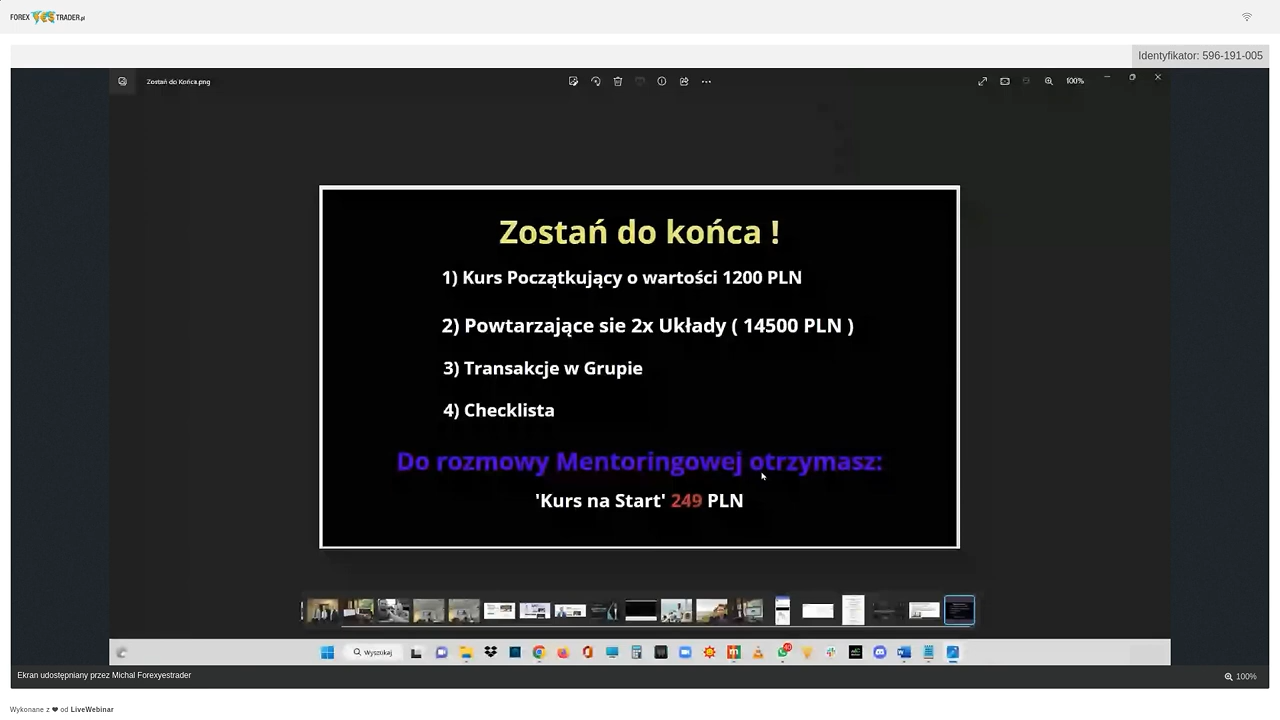 FOREX YES TRADER.pl
Identyfikator: 596-191-005
Zostań do Końca.png
100%
Zostań do końca !
1) Kurs Początkujący o wartości 1200 PLN
2) Powtarzające sie 2x Układy ( 14500 PLN )
3) Transakcje w Grupie
4) Checklista
Do rozmowy Mentoringowej otrzymasz:
'Kurs na Start' 249 PLN
Wyszukaj
Ekran udostępniany przez Michal Forexyestrader
100%
Wykonane z ❤ od LiveWebinar